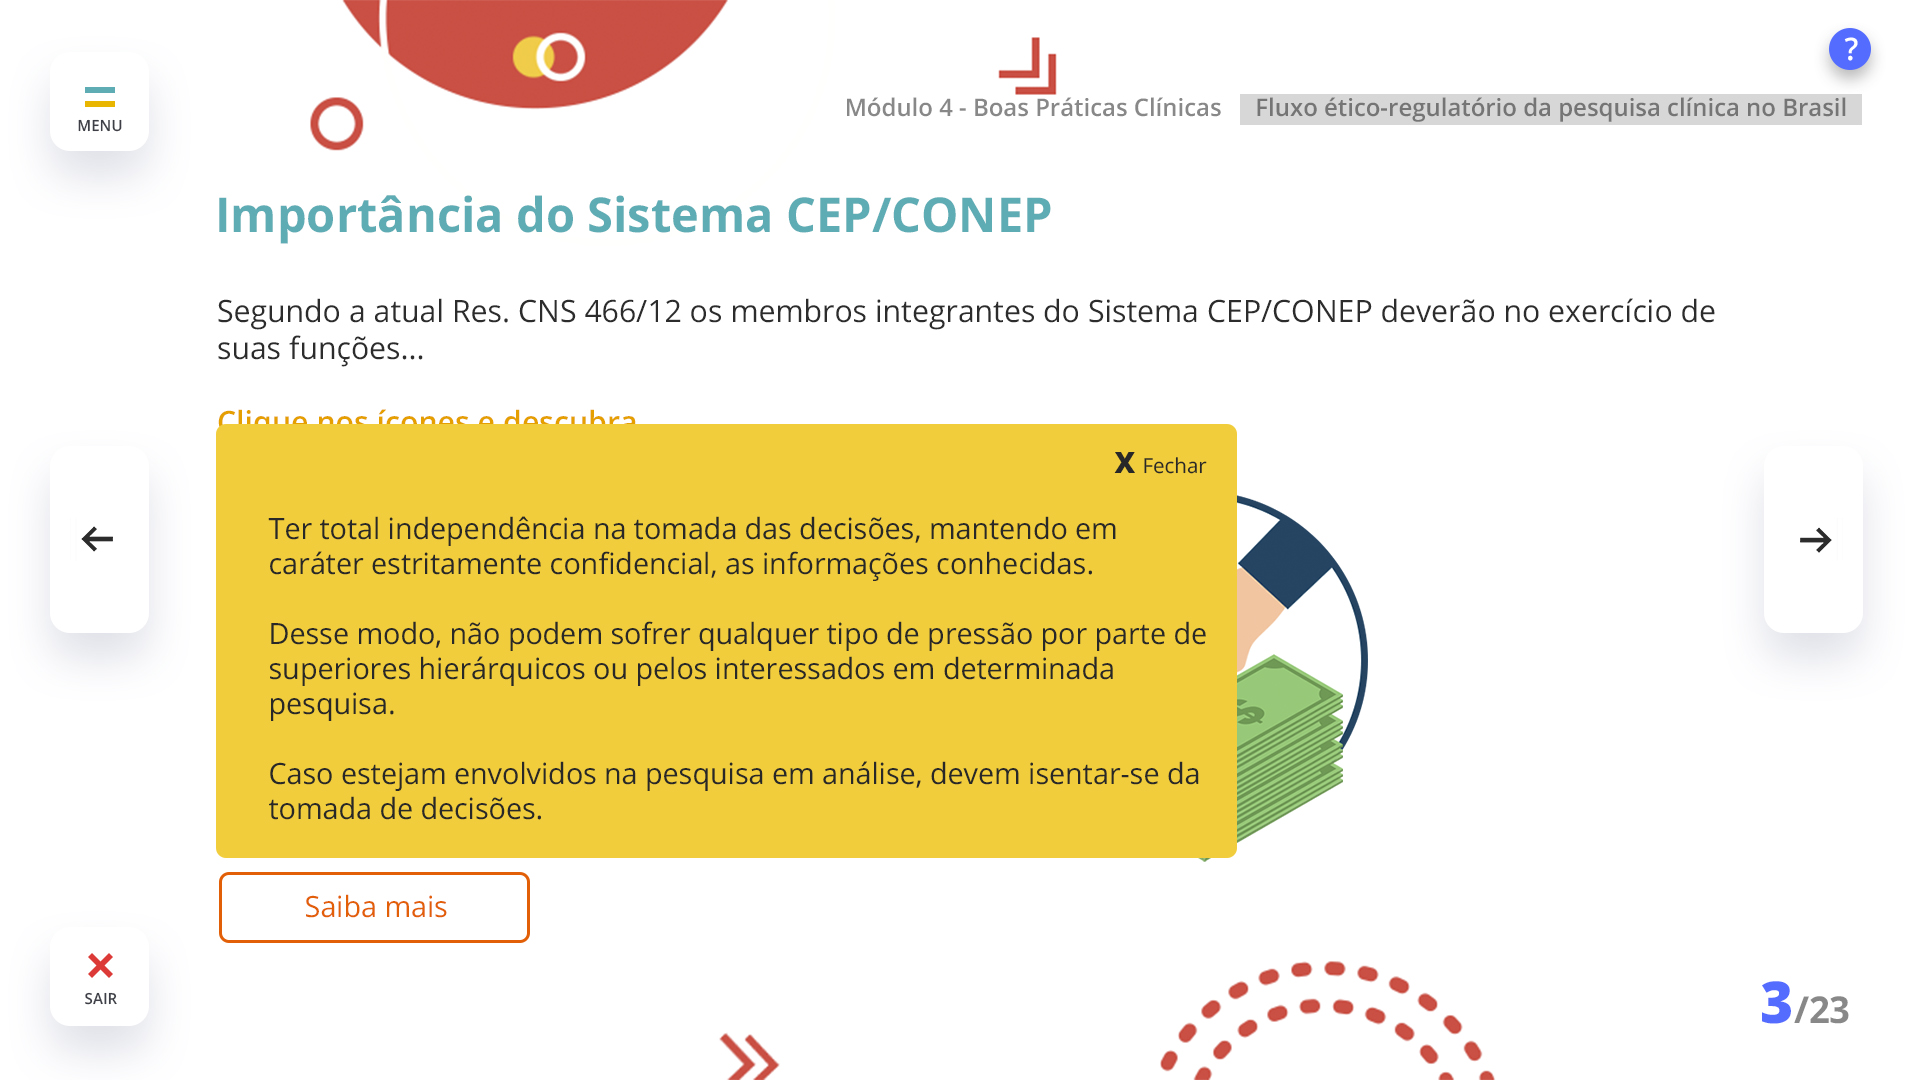 ?
MENU
Módulo 4 - Boas Práticas Clínicas
Fluxo ético-regulatório da pesquisa clínica no Brasil
Importância do Sistema CEP/CONEP
Segundo a atual Res. CNS 466/12 os membros integrantes do Sistema CEP/CONEP deverão no exercício de
suas funções...
Clique nos ícones e descubra
X Fechar
Ter total independência na tomada das decisões, mantendo em
caráter estritamente confidencial, as informações conhecidas.
Desse modo, não podem sofrer qualquer tipo de pressão por parte de
superiores hierárquicos ou pelos interessados em determinada
pesquisa.
Caso estejam envolvidos na pesquisa em análise, devem isentar-se da
tomada de decisões.
$
Saiba mais
SAIR
3/23